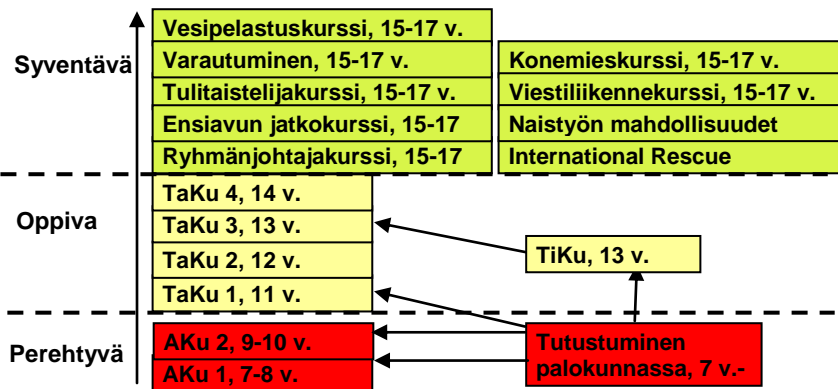 Syventävä
Vesipelastuskurssi, 15-17 v.
Varautuminen, 15-17 v.
Tulitaistelijakurssi, 15-17 v.
Ensiavun jatkokurssi, 15-17
Ryhmänjohtajakurssi, 15-17
Konemieskurssi, 15-17 v.
Viestiliikennekurssi, 15-17 v.
Naistyön mahdollisuudet
International Rescue
Oppiva
TaKu 4, 14 v.
TaKu 3, 13 v.
TaKu 2, 12 v.
TaKu 1, 11 v.
TiKu, 13 v.
Perehtyvä
AKu 2, 9-10 v.
AKu 1, 7-8 v.
Tutustuminen
palokunnassa, 7 v.-